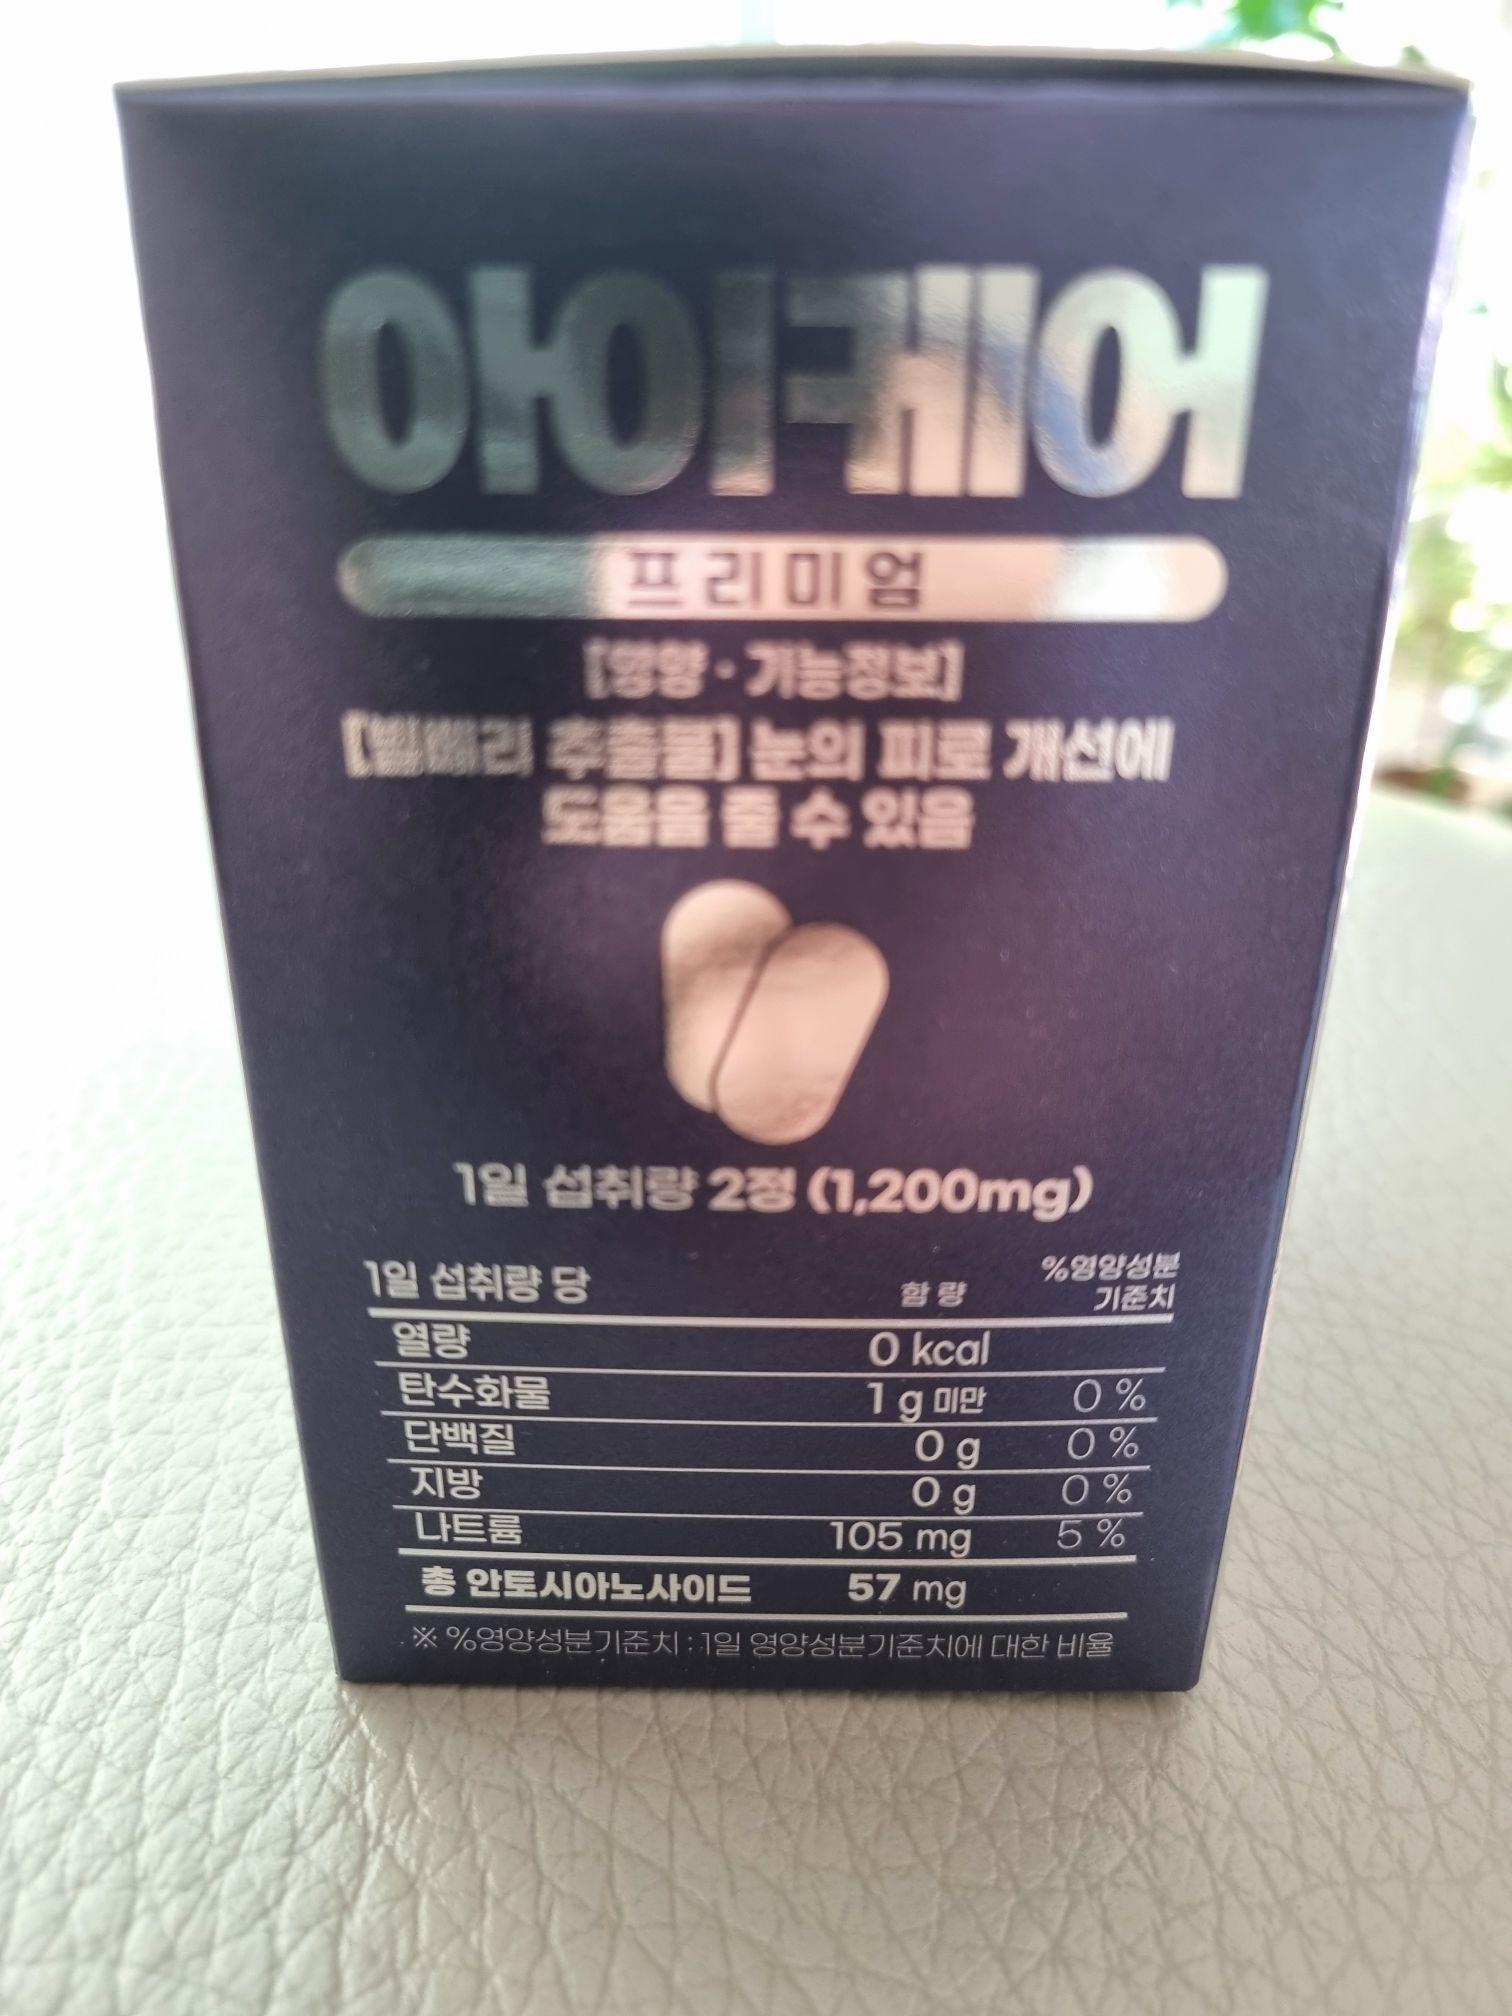 아이케어
프리미엄
[영양·기능정보]
[빌베리 추출물] 눈의 피로 개선에
도움을 줄 수 있음
1일 섭취량 2정 (1,200mg)
1일 섭취량 당 함 량 %영양성분
기준치
열량 0 kcal
탄수화물 1 g 미만 0 %
단백질 0 g 0 %
지방 0 g 0 %
나트륨 105 mg 5 %
총 안토시아노사이드 57 mg
※ %영양성분기준치 : 1일 영양성분기준치에 대한 비율